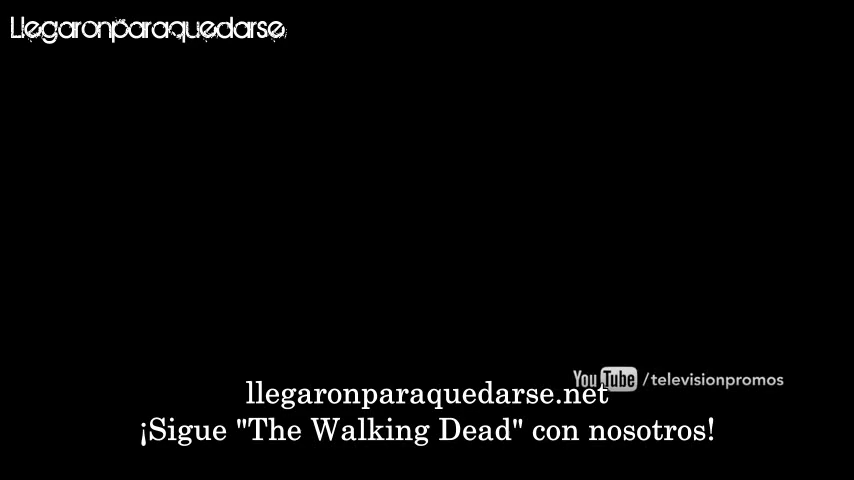 Llegaronparaquedarse
YouTube /televisionpromos
llegaronparaquedarse.net
¡Sigue "The Walking Dead" con nosotros!